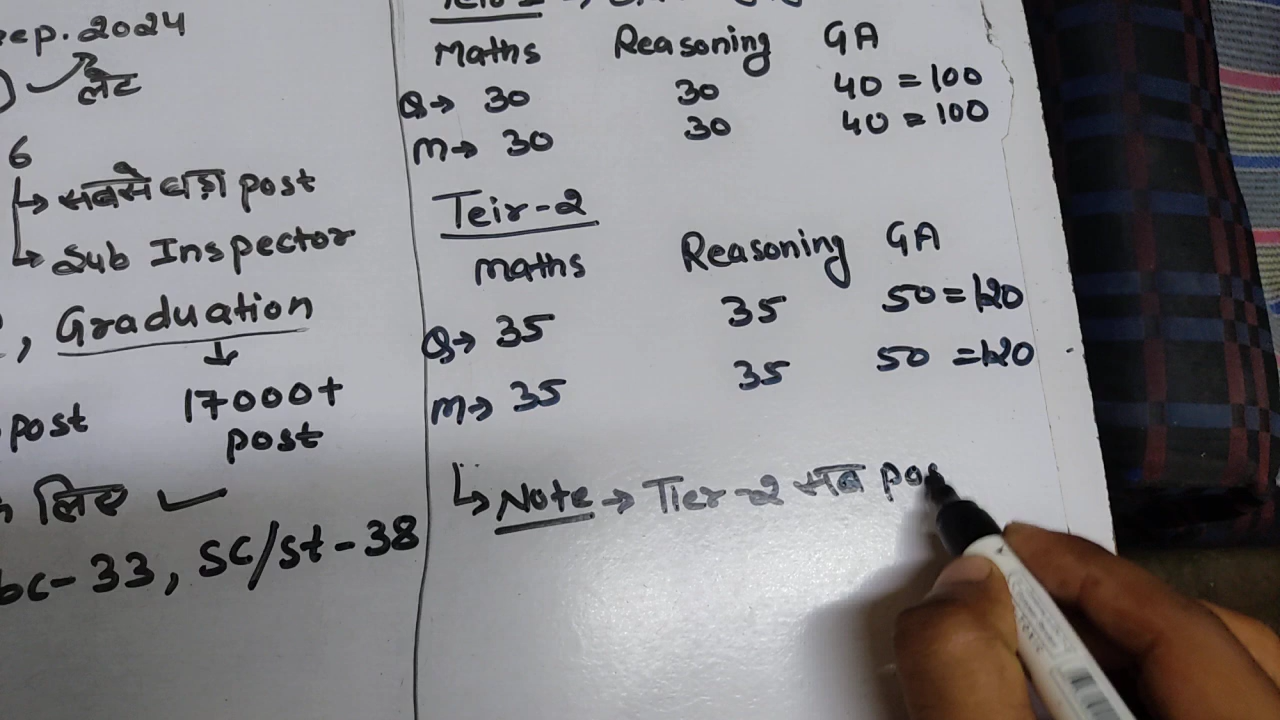 ep. 2024
लेट
6
↳ सबसे बड़ा post
↳ Sub Inspector
, Graduation
↓
post 17000+
post
लिए ✓
bc-33, SC/St-38
Maths Reasoning GA
Q→ 30 30 40 = 100
M→ 30 30 40 = 100
Teir-2
Maths Reasoning GA
Q→ 35 35 50 = 120
M→ 35 35 50 = 120
↳ Note → Tier-2 सब pos